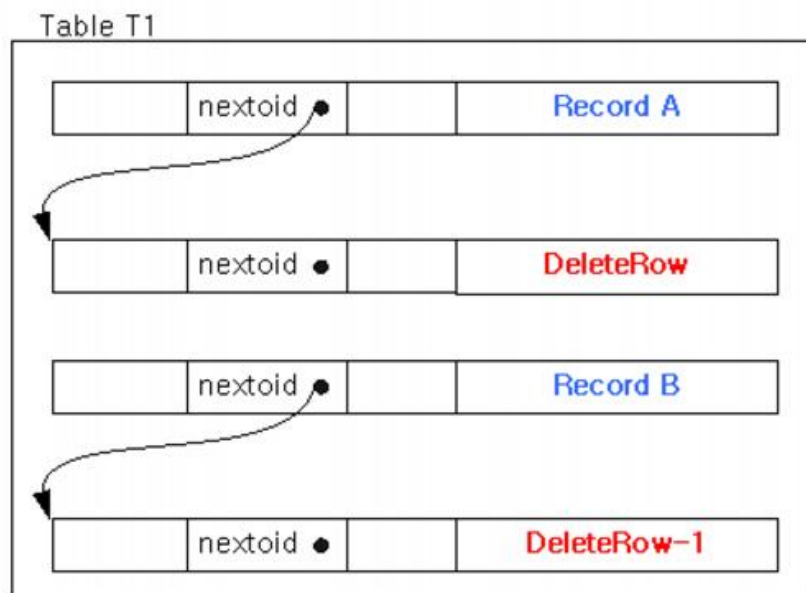 Table T1
nextoid Record A
nextoid DeleteRow
nextoid Record B
nextoid DeleteRow-1